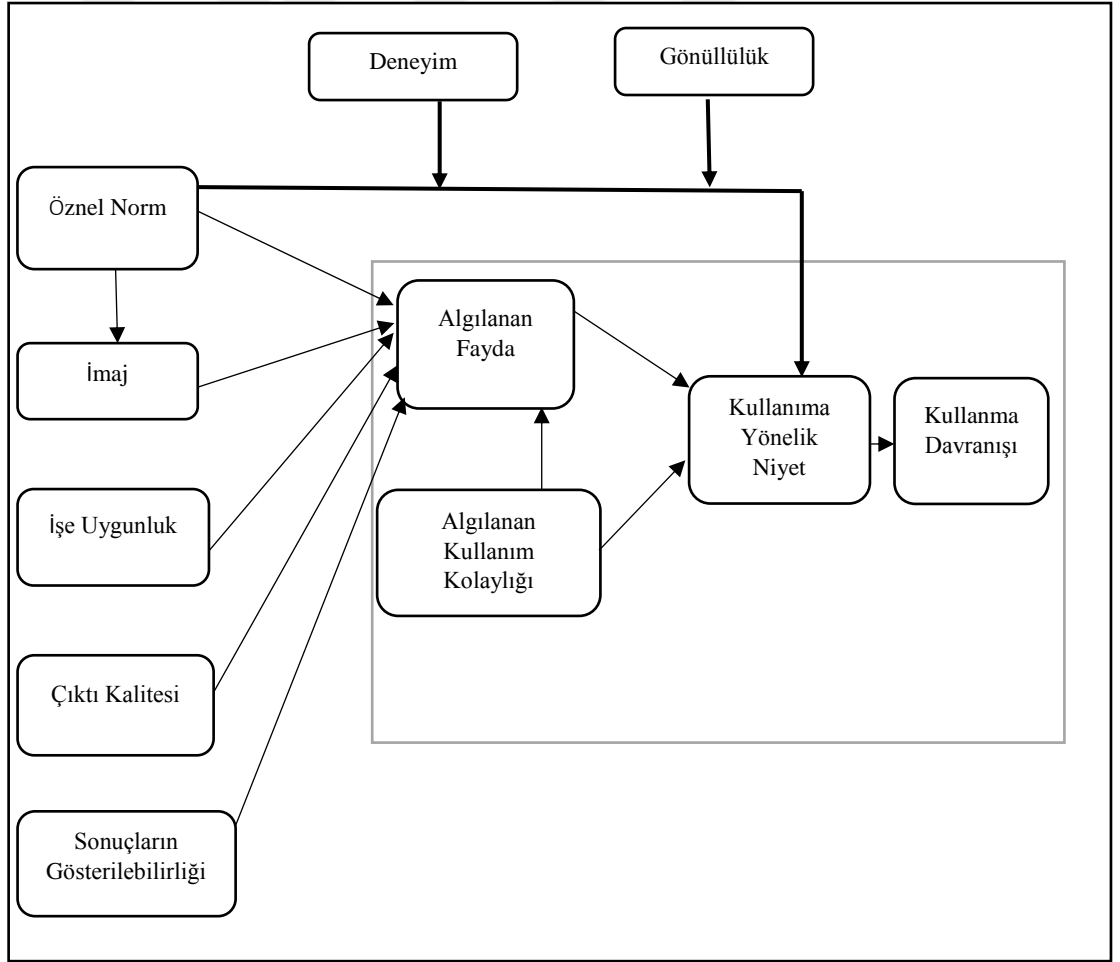 Deneyim
Gönüllülük
Öznel Norm
Algılanan
Fayda
İmaj
Kullanıma
Yönelik
Niyet
Kullanma
Davranışı
İşe Uygunluk
Algılanan
Kullanım
Kolaylığı
Çıktı Kalitesi
Sonuçların
Gösterilebilirliği